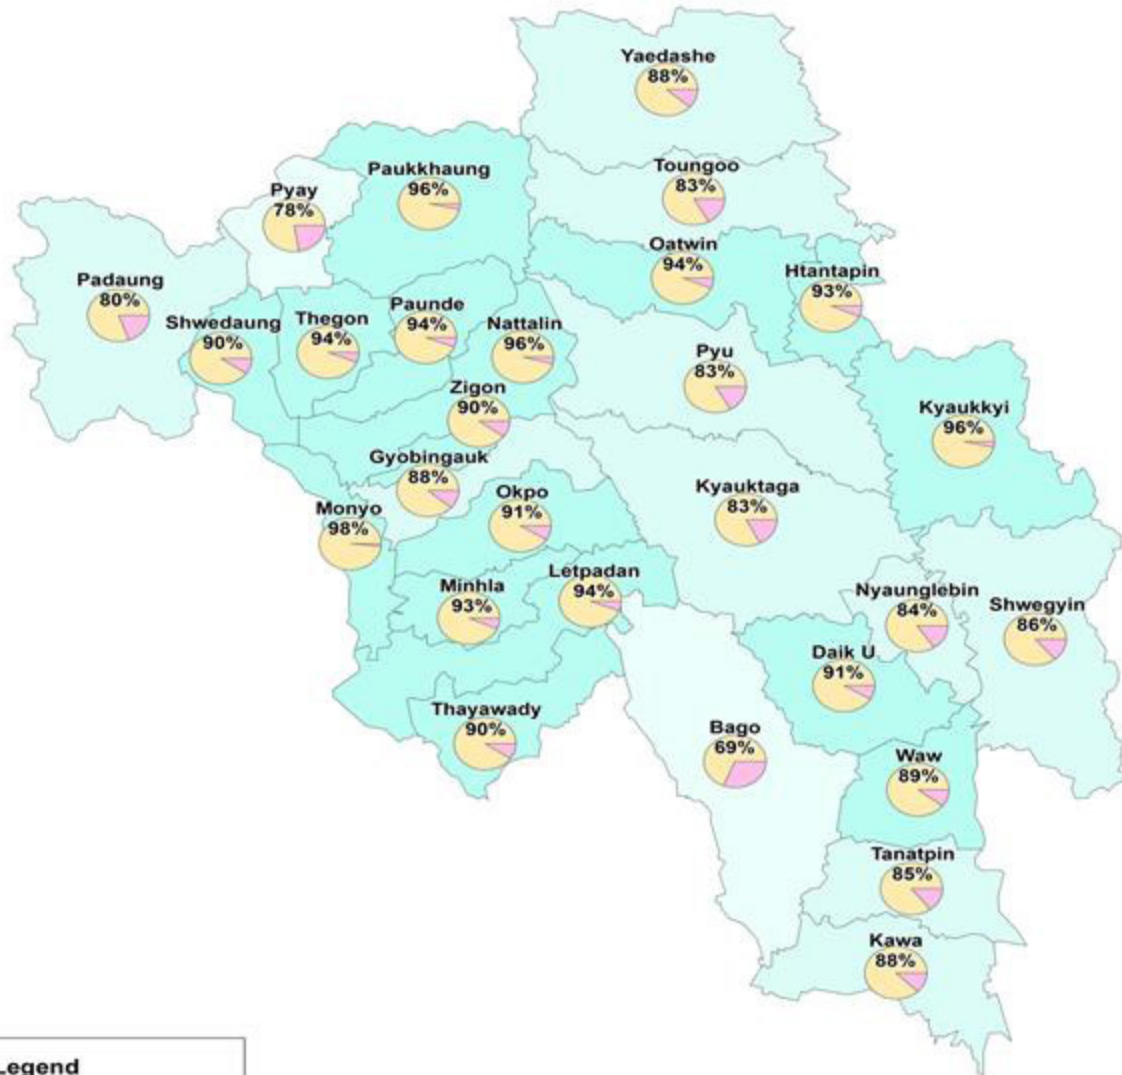 Yaedashe
88%
Toungoo
83%
Paukkhaung
96%
Pyay
78%
Oatwin
94%
Htantapin
93%
Padaung
80%
Shwedaung
90%
Thegon
94%
Paunde
94%
Nattalin
96%
Pyu
83%
Zigon
90%
Kyaukkyi
96%
Gyobingauk
88%
Okpo
91%
Kyauktaga
83%
Monyo
98%
Minhla
93%
Letpadan
94%
Nyaunglebin
84%
Shwegyin
86%
Daik U
91%
Thayawady
90%
Bago
69%
Waw
89%
Tanatpin
85%
Kawa
88%
Legend